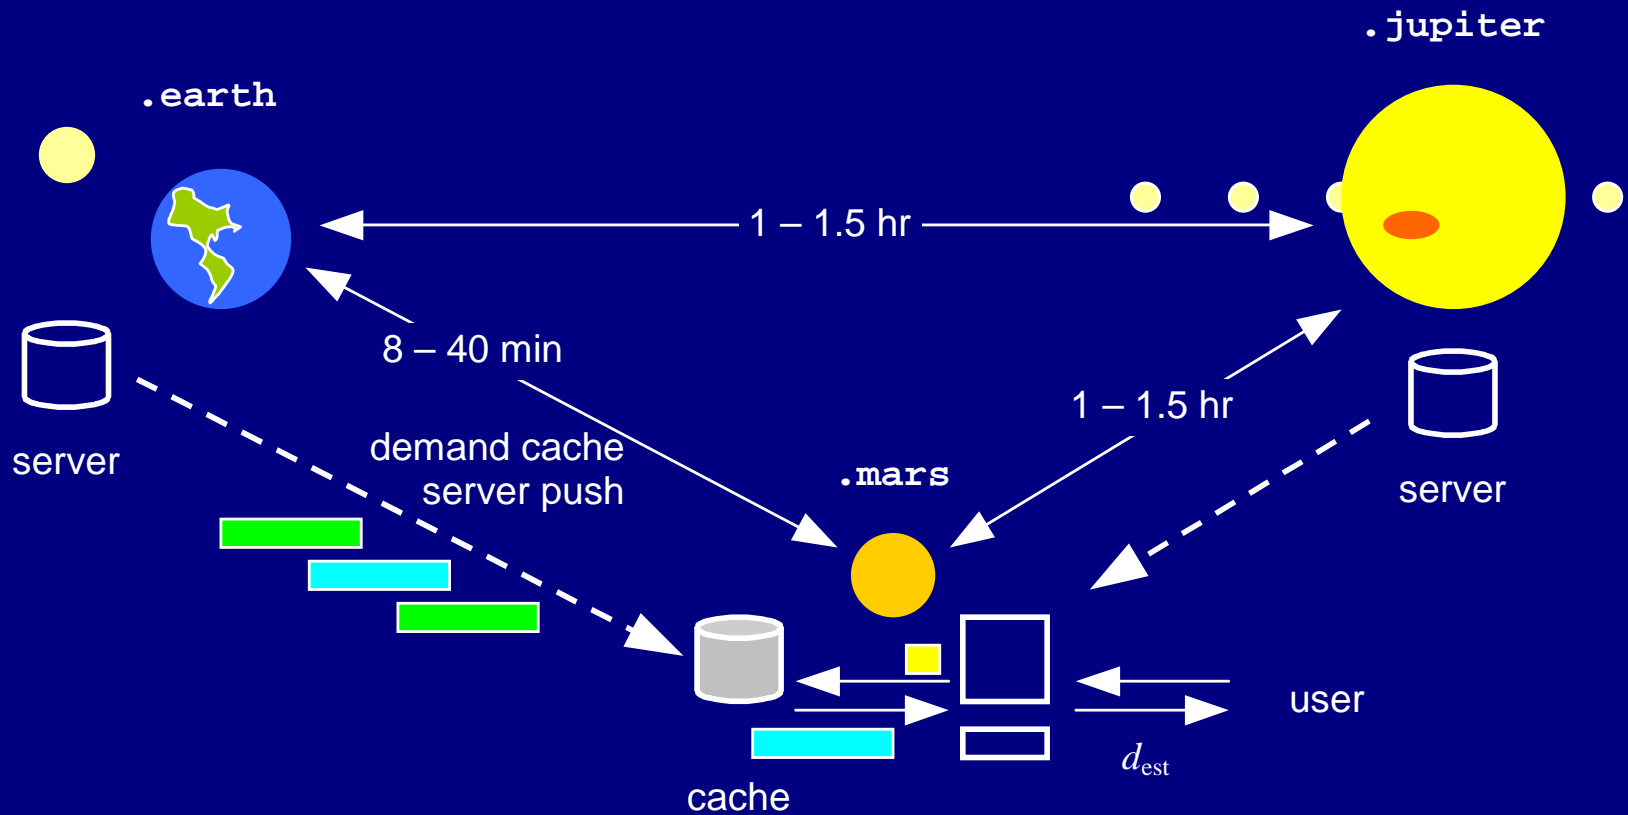 .jupiter
.earth
1 – 1.5 hr
8 – 40 min
1 – 1.5 hr
demand cache
server push
server
.mars
server
user
d_est
cache